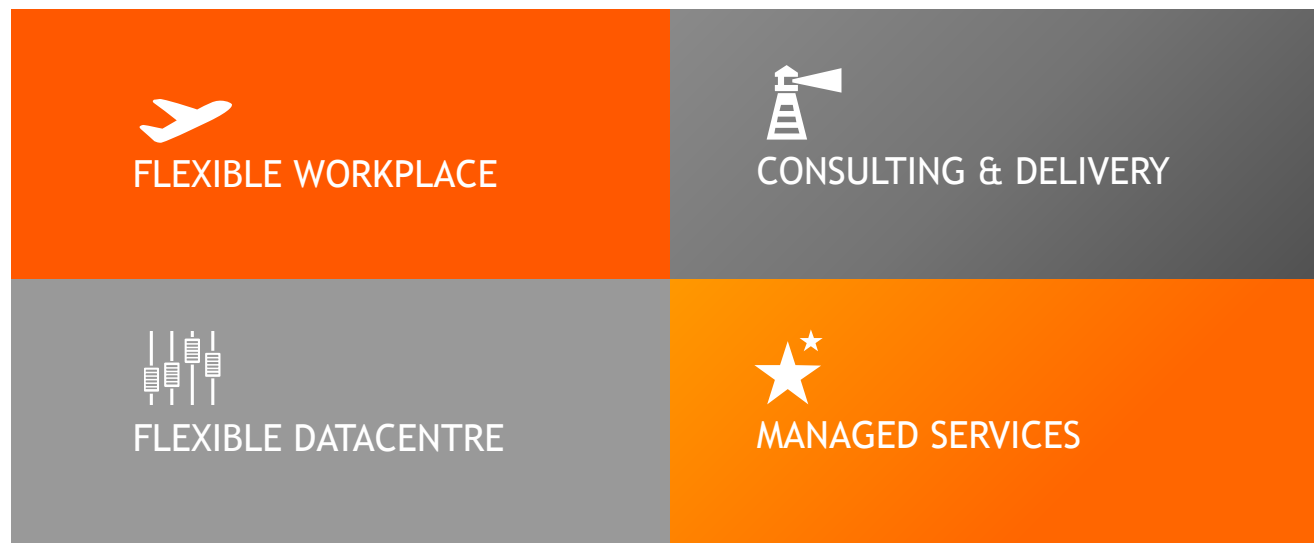 FLEXIBLE WORKPLACE
CONSULTING & DELIVERY
FLEXIBLE DATACENTRE
MANAGED SERVICES